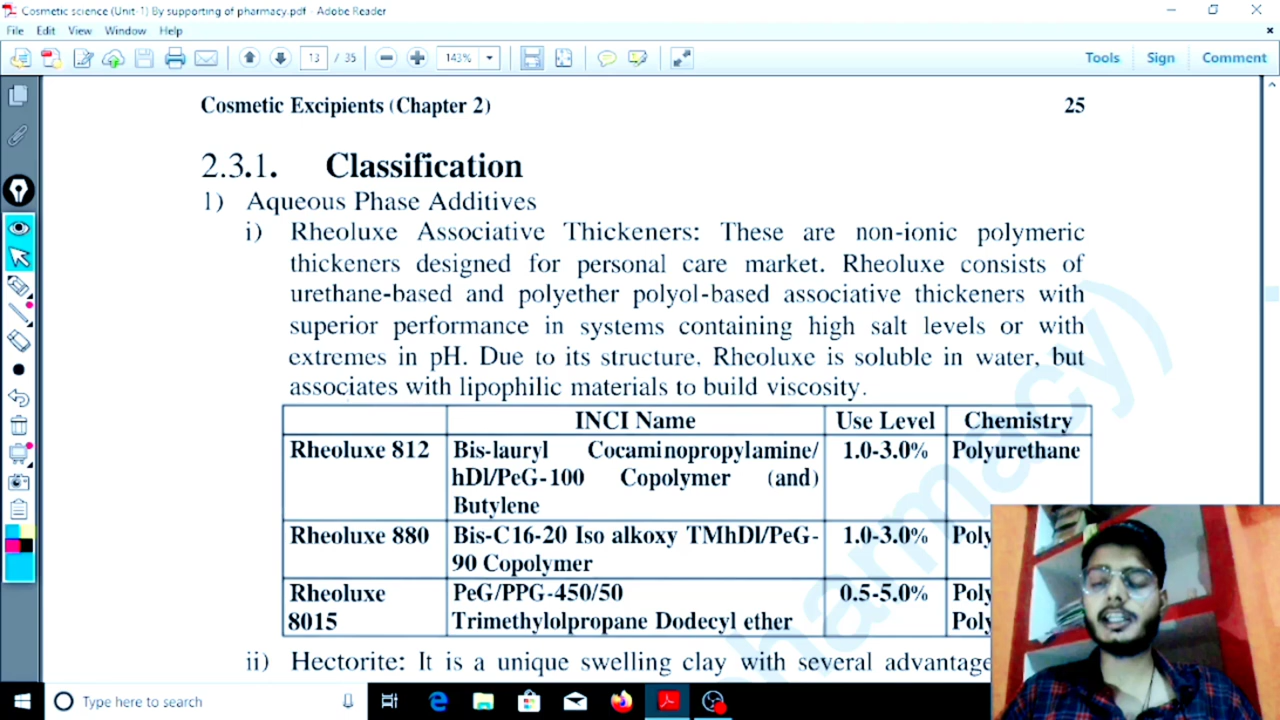 Cosmetic science (Unit-1) By supporting of pharmacy.pdf - Adobe Reader
File Edit View Window Help
13 / 35 143% Tools Sign Comment
Cosmetic Excipients (Chapter 2) 25
2.3.1. Classification
1) Aqueous Phase Additives
i) Rheoluxe Associative Thickeners: These are non-ionic polymeric
thickeners designed for personal care market. Rheoluxe consists of
urethane-based and polyether polyol-based associative thickeners with
superior performance in systems containing high salt levels or with
extremes in pH. Due to its structure, Rheoluxe is soluble in water, but
associates with lipophilic materials to build viscosity.
INCI Name Use Level Chemistry
Rheoluxe 812 Bis-lauryl Cocaminopropylamine/ 1.0-3.0% Polyurethane
hDl/PeG-100 Copolymer (and)
Butylene
Rheoluxe 880 Bis-C16-20 Iso alkoxy TMhDl/PeG- 1.0-3.0% Poly
90 Copolymer
Rheoluxe PeG/PPG-450/50 0.5-5.0% Poly
8015 Trimethylolpropane Dodecyl ether Poly
ii) Hectorite: It is a unique swelling clay with several advantage
Type here to search